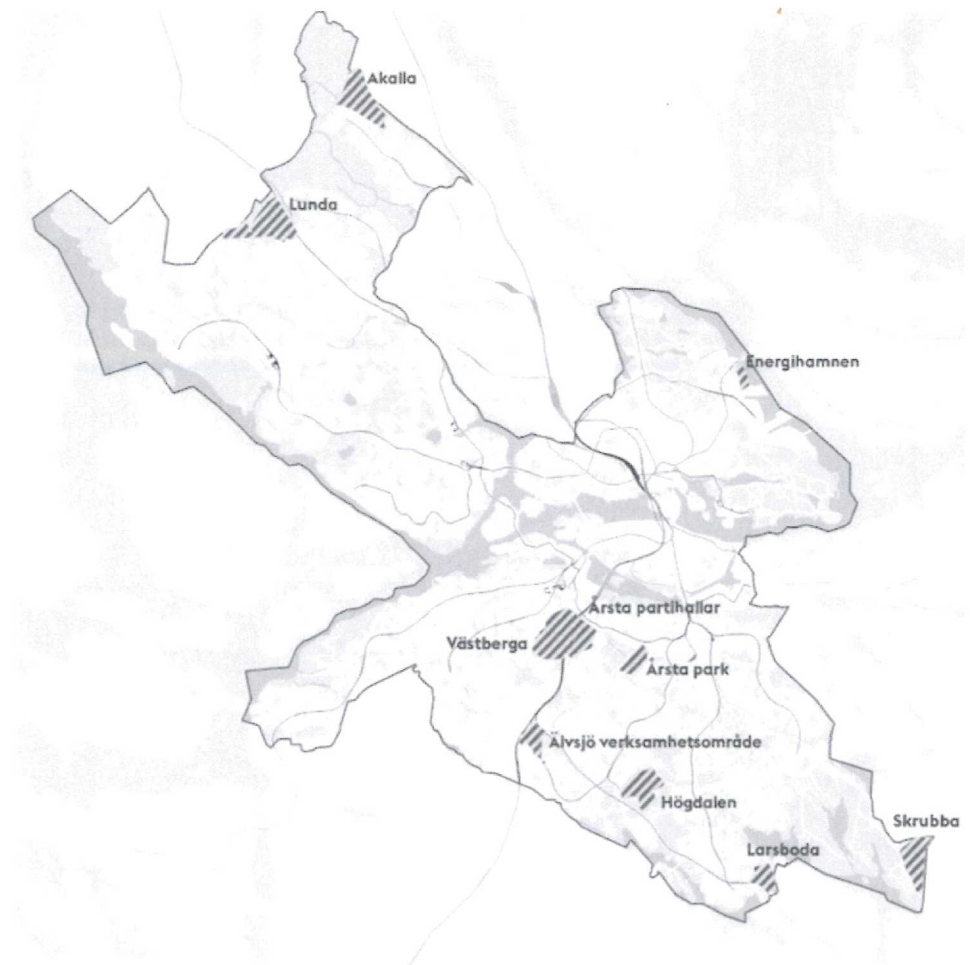 Akalla
Lunda
Energihamnen
Årsta partihallar
Västberga
Årsta park
Älvsjö verksamhetsområde
Högdalen
Skrubba
Larsboda